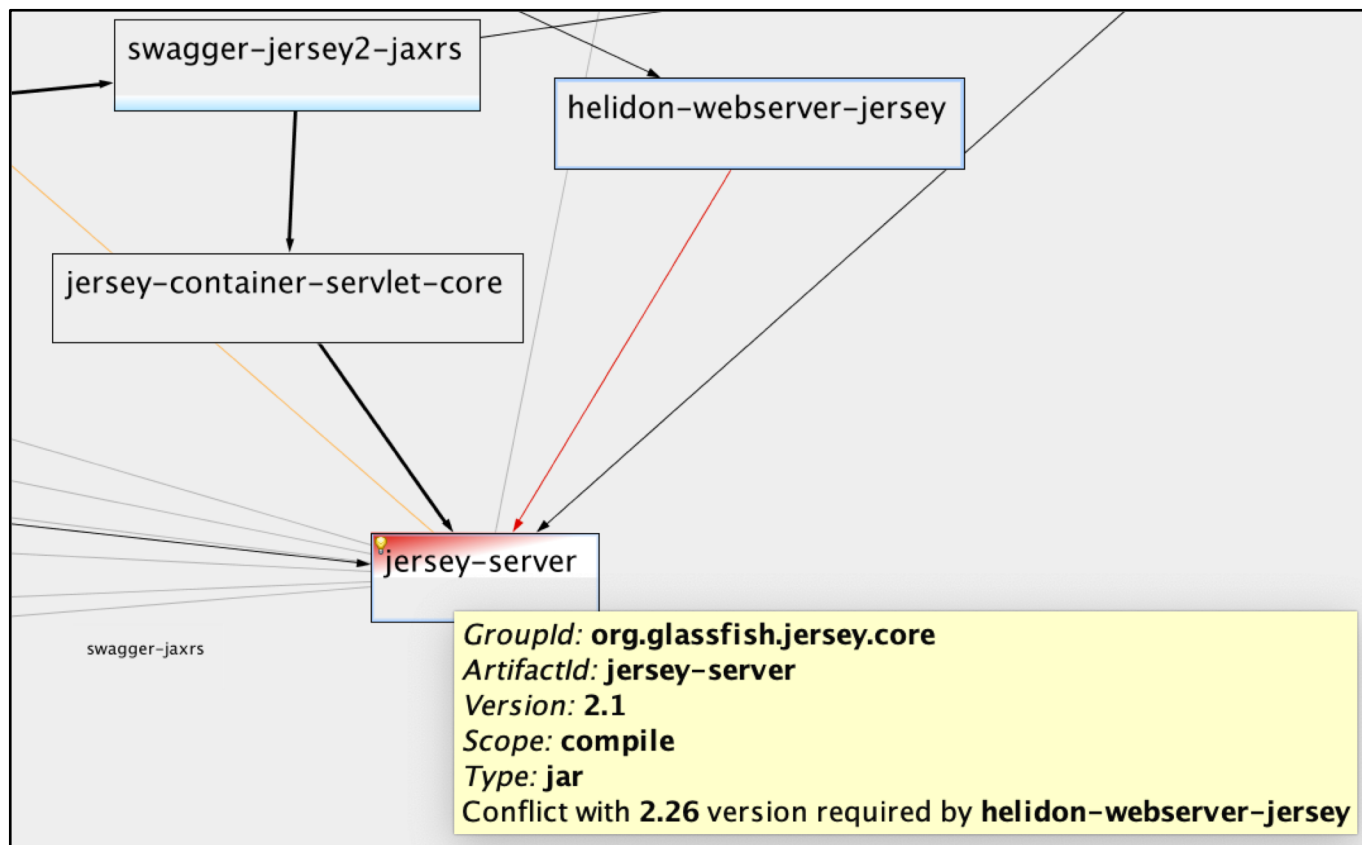 swagger-jersey2-jaxrs
helidon-webserver-jersey
jersey-container-servlet-core
jersey-server
swagger-jaxrs
GroupId: org.glassfish.jersey.core
ArtifactId: jersey-server
Version: 2.1
Scope: compile
Type: jar
Conflict with 2.26 version required by helidon-webserver-jersey